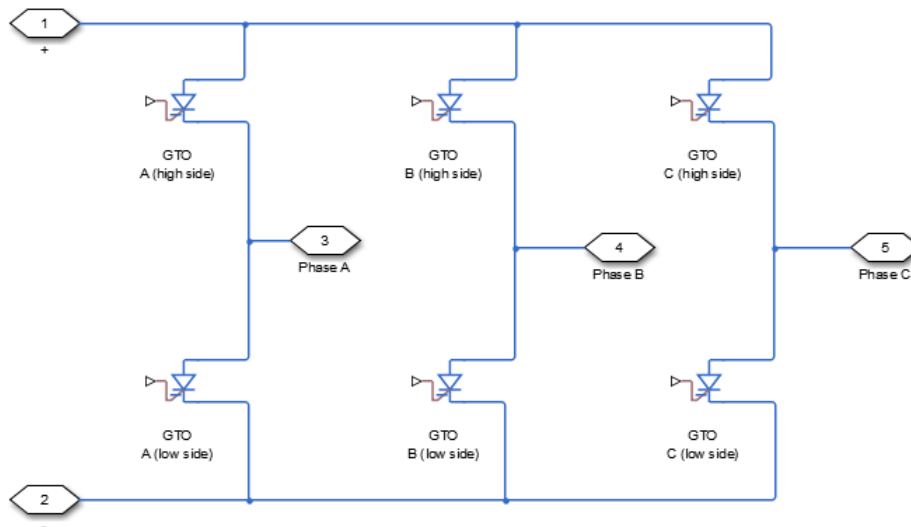 1
+
GTO
A (high side)
GTO
B (high side)
GTO
C (high side)
3
Phase A
4
Phase B
5
Phase C
GTO
A (low side)
GTO
B (low side)
GTO
C (low side)
2
-